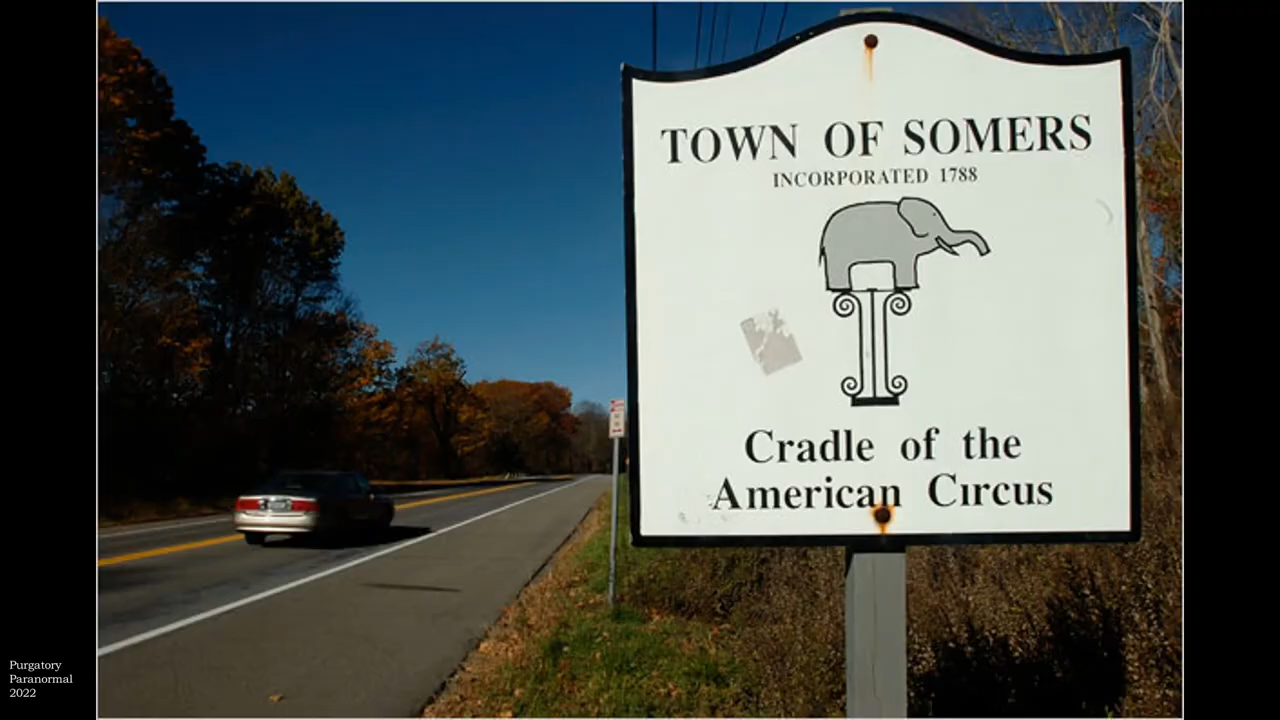 TOWN OF SOMERS
INCORPORATED 1788
Cradle of the
American Circus
Purgatory
Paranormal
2022